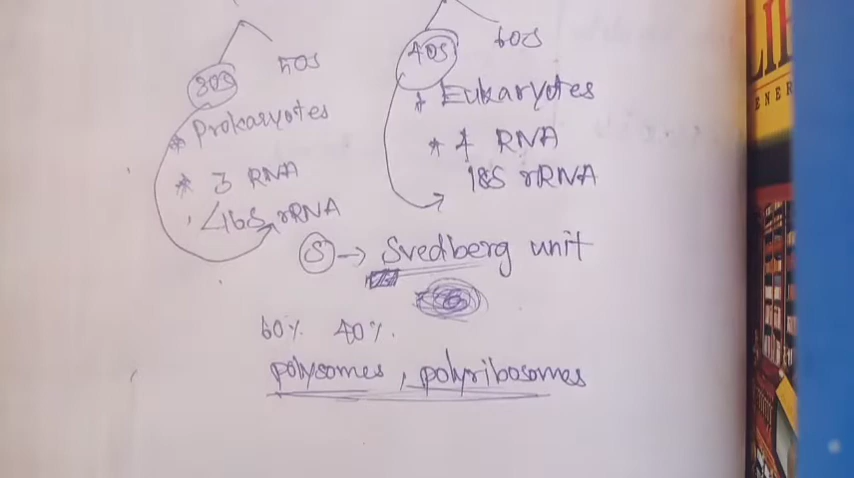 30S 50S
40S 60S
* Prokaryotes
* 3 RNA
16S rRNA
* Eukaryotes
* 4 RNA
18S rRNA
S → Svedberg unit
60% 40%.
polysomes, polyribosomes
ENER